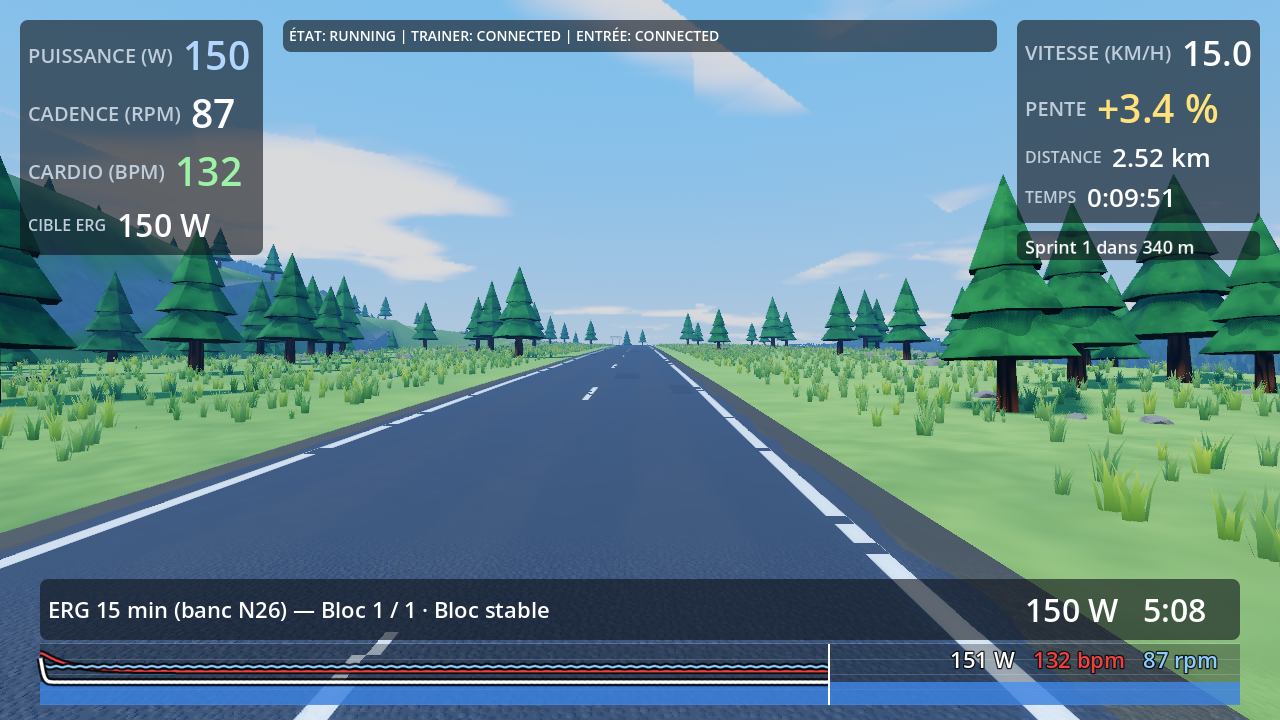 PUISSANCE (W) 150
CADENCE (RPM) 87
CARDIO (BPM) 132
CIBLE ERG 150 W
ÉTAT: RUNNING | TRAINER: CONNECTED | ENTRÉE: CONNECTED
VITESSE (KM/H) 15.0
PENTE +3.4 %
DISTANCE 2.52 km
TEMPS 0:09:51
Sprint 1 dans 340 m
ERG 15 min (banc N26) — Bloc 1 / 1 · Bloc stable 150 W 5:08
151 W 132 bpm 87 rpm